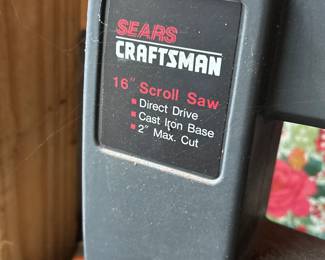 SEARS
CRAFTSMAN
16" Scroll Saw
▪ Direct Drive
▪ Cast Iron Base
▪ 2" Max. Cut